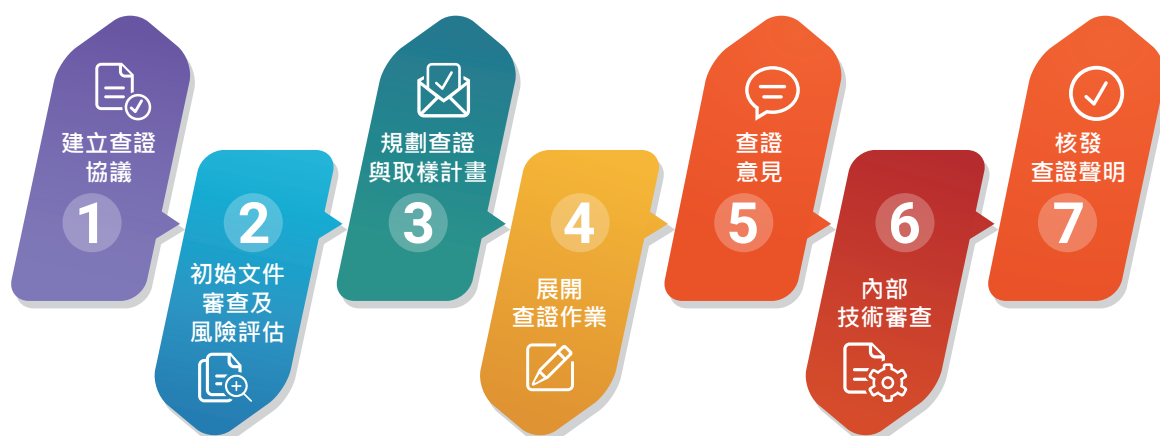 建立查證
協議
1
2
初始文件
審查及
風險評估
規劃查證
與取樣計畫
3
4
展開
查證作業
查證
意見
5
6
內部
技術審查
核發
查證聲明
7